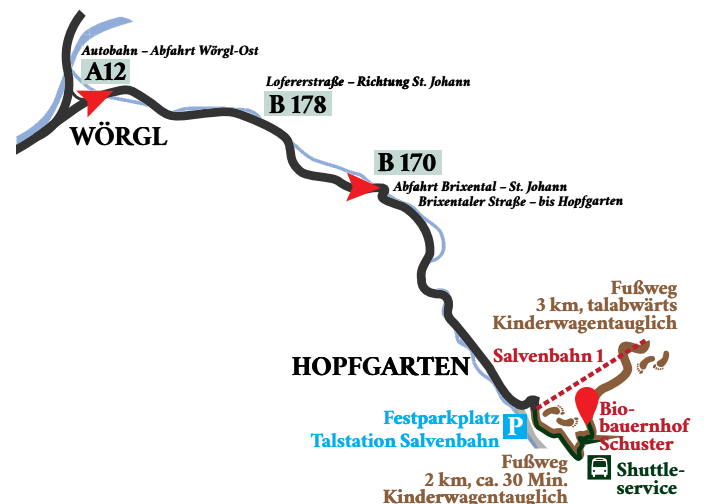 Autobahn – Abfahrt Wörgl-Ost
A12
WÖRGL
Lofererstraße – Richtung St. Johann
B 178
B 170
Abfahrt Brixental – St. Johann
Brixentaler Straße – bis Hopfgarten
Fußweg
3 km, talabwärts
Kinderwagentauglich
Salvenbahn 1
HOPFGARTEN
Festparkplatz
Talstation Salvenbahn
P
Bio-
bauernhof
Schuster
Fußweg
2 km, ca. 30 Min.
Kinderwagentauglich
Shuttle-
service